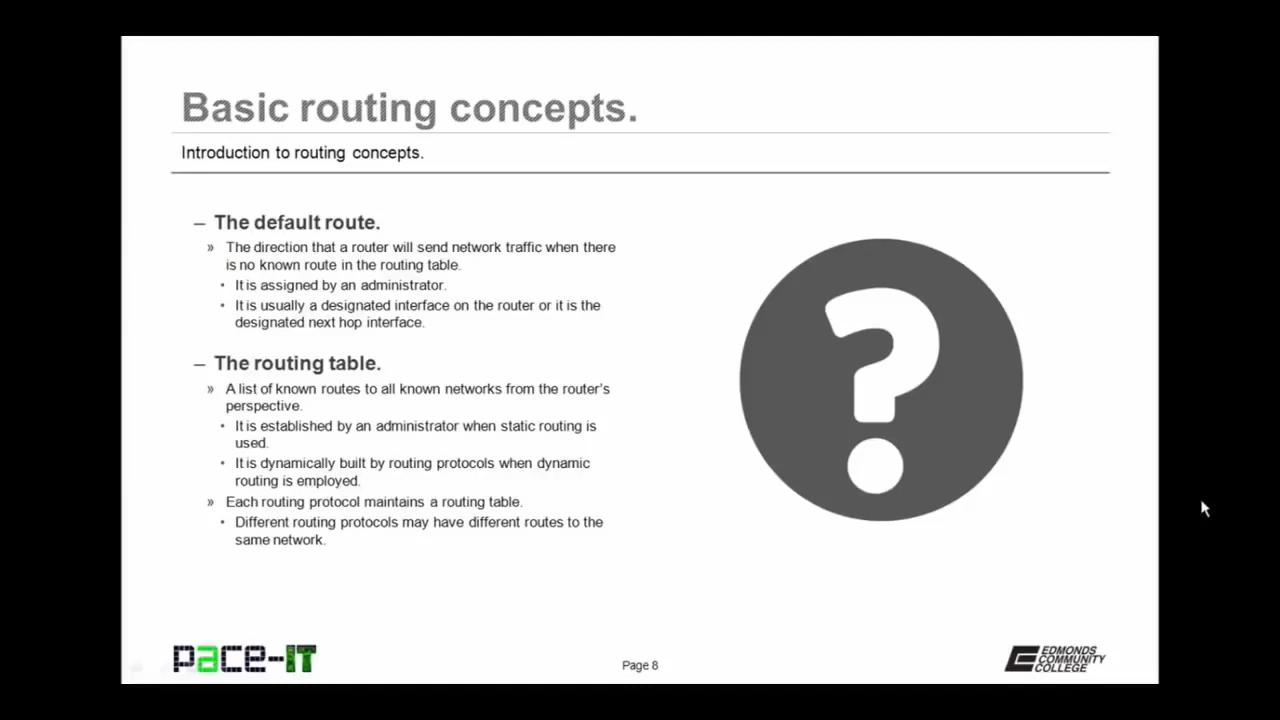 Basic routing concepts.
Introduction to routing concepts.
– The default route.
» The direction that a router will send network traffic when there
is no known route in the routing table.
• It is assigned by an administrator.
• It is usually a designated interface on the router or it is the
designated next hop interface.
– The routing table.
» A list of known routes to all known networks from the router’s
perspective.
• It is established by an administrator when static routing is
used.
• It is dynamically built by routing protocols when dynamic
routing is employed.
» Each routing protocol maintains a routing table.
• Different routing protocols may have different routes to the
same network.
?
pace-IT
Page 8
EDMONDS
COMMUNITY
COLLEGE